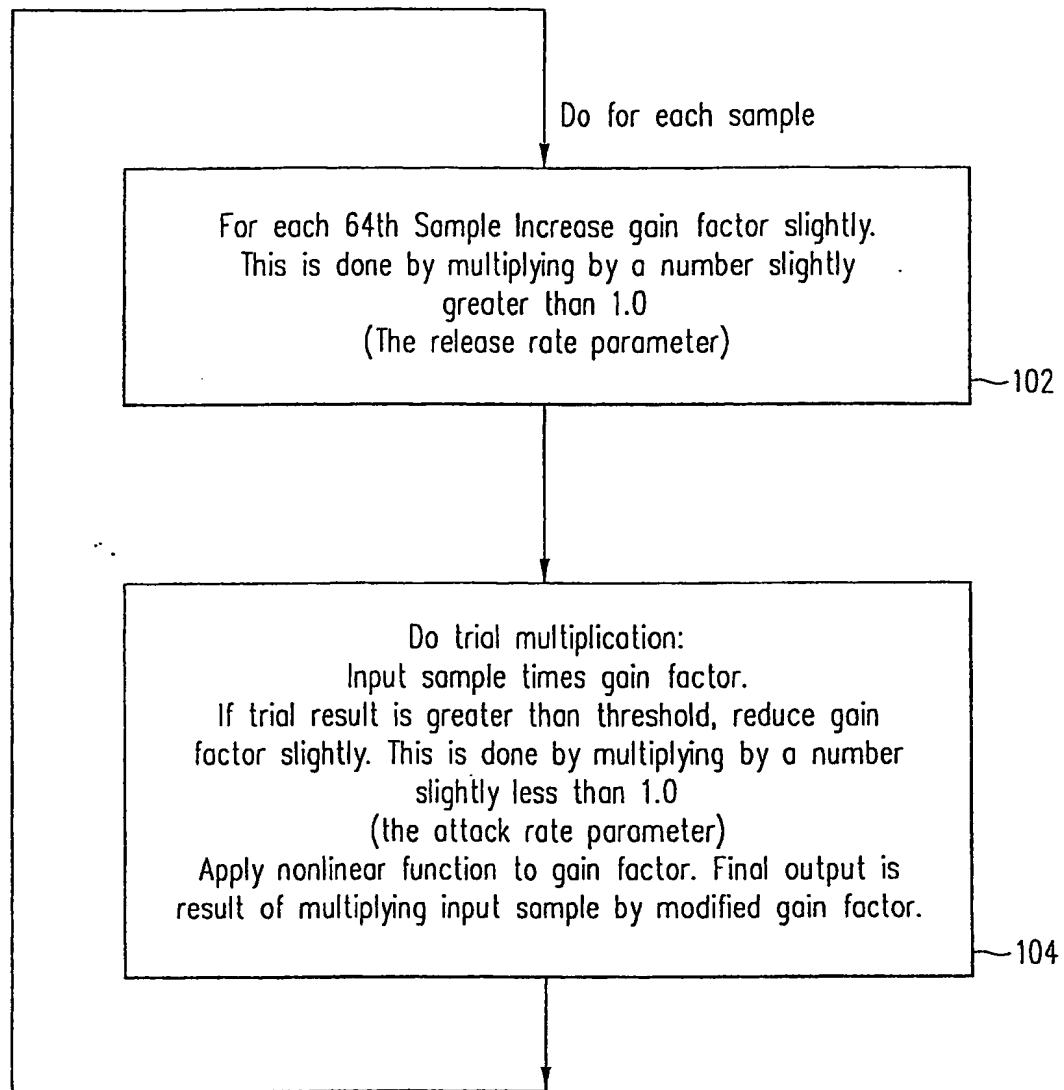 Do for each sample
For each 64th Sample Increase gain factor slightly.
This is done by multiplying by a number slightly
greater than 1.0
(The release rate parameter)
102
Do trial multiplication:
Input sample times gain factor.
If trial result is greater than threshold, reduce gain
factor slightly. This is done by multiplying by a number
slightly less than 1.0
(the attack rate parameter)
Apply nonlinear function to gain factor. Final output is
result of multiplying input sample by modified gain factor.
104